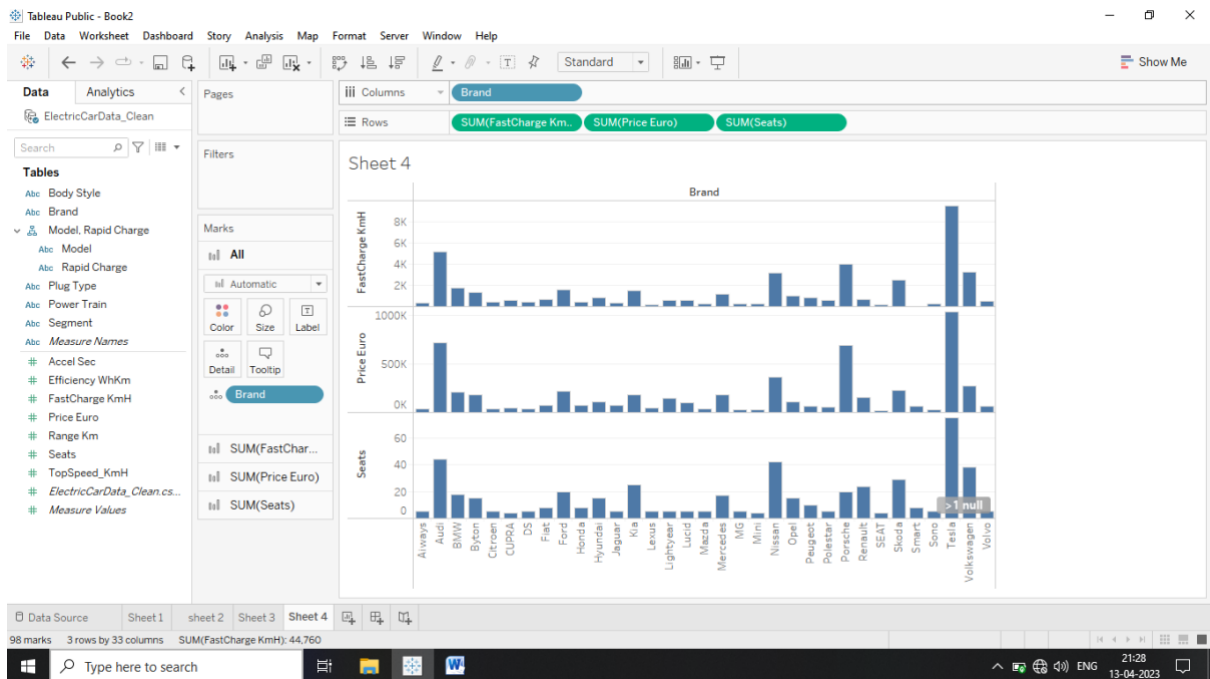 Tableau Public - Book2
File Data Worksheet Dashboard Story Analysis Map Format Server Window Help
Standard
Show Me
Data Analytics
ElectricCarData_Clean
Search
Tables
Abc Body Style
Abc Brand
Model, Rapid Charge
Abc Model
Abc Rapid Charge
Abc Plug Type
Abc Power Train
Abc Segment
Abc Measure Names
# Accel Sec
# Efficiency WhKm
# FastCharge KmH
# Price Euro
# Range Km
# Seats
# TopSpeed_KmH
# ElectricCarData_Clean.cs...
# Measure Values
Pages
Filters
Marks
All
Automatic
Color Size Label
T
Detail Tooltip
Brand
SUM(FastChar...
SUM(Price Euro)
SUM(Seats)
Columns Brand
Rows SUM(FastCharge Km.. SUM(Price Euro) SUM(Seats)
Sheet 4
Brand
FastCharge KmH
8K
6K
4K
2K
Price Euro
1000K
500K
0K
Seats
60
40
20
0
>1 null
Aiways
Audi
BMW
Byton
Citroen
CUPRA
DS
Fiat
Ford
Honda
Hyundai
Jaguar
Kia
Lexus
Lightyear
Lucid
Mazda
Mercedes
MG
Mini
Nissan
Opel
Peugeot
Polestar
Porsche
Renault
SEAT
Skoda
Smart
Sono
Tesla
Volkswagen
Volvo
Data Source Sheet 1 sheet 2 Sheet 3 Sheet 4
98 marks 3 rows by 33 columns SUM(FastCharge KmH): 44,760
Type here to search
W
ENG
21:28
13-04-2023